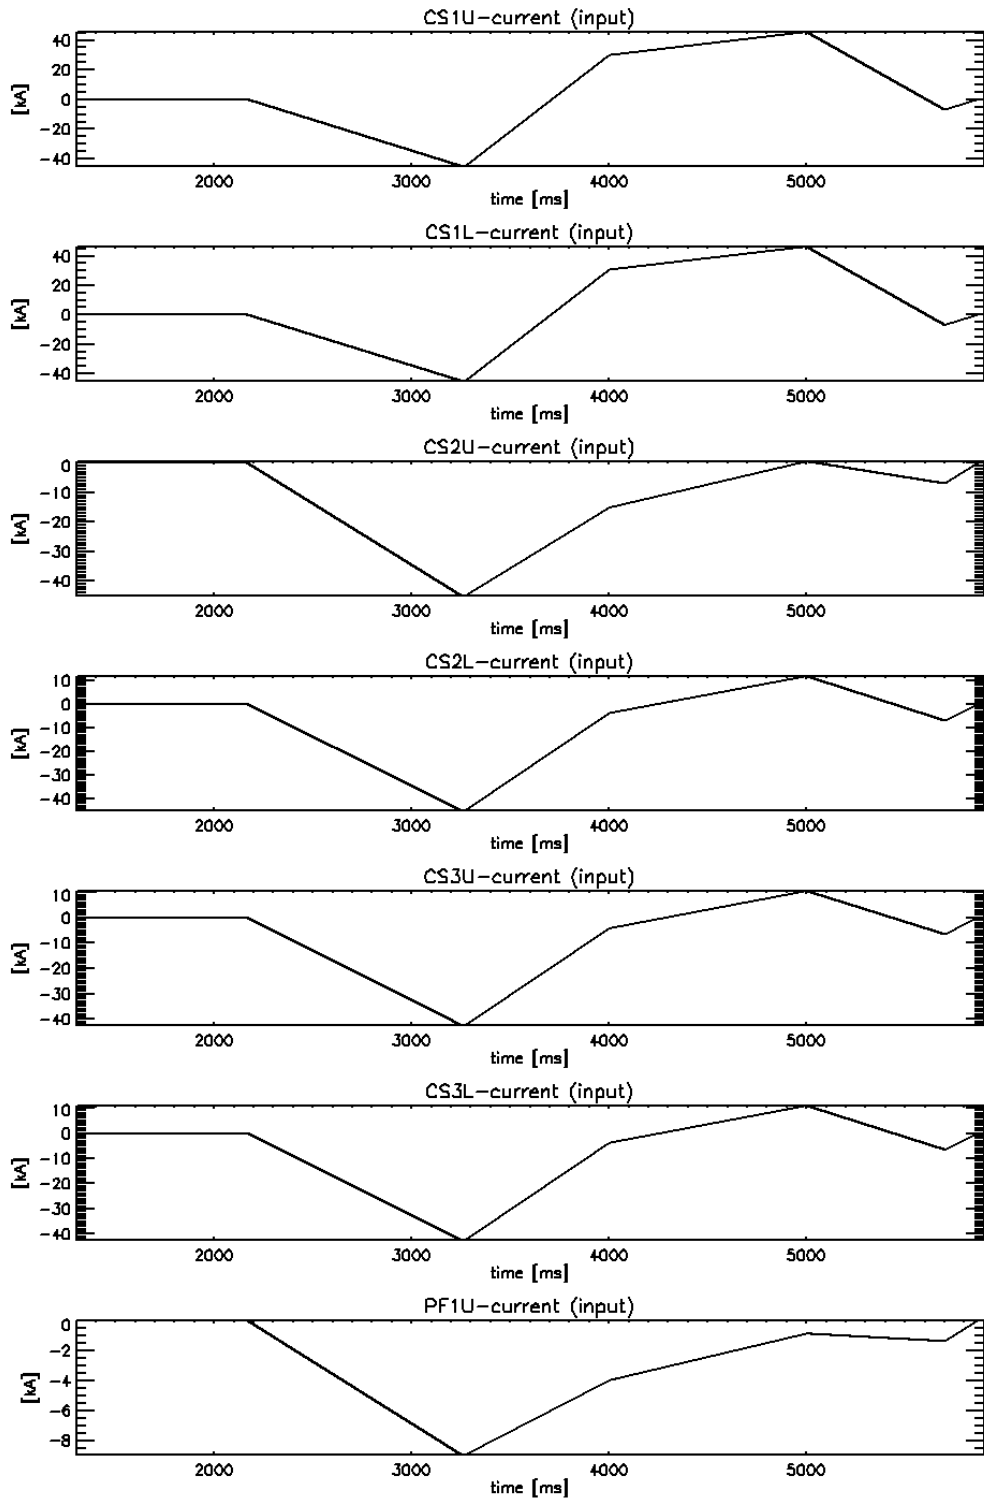 CS1U-current (input)
40
20
0
-20
-40
[kA]
2000 3000 4000 5000
time [ms]
CS1L-current (input)
40
20
0
-20
-40
[kA]
2000 3000 4000 5000
time [ms]
CS2U-current (input)
0
-10
-20
-30
-40
[kA]
2000 3000 4000 5000
time [ms]
CS2L-current (input)
10
0
-10
-20
-30
-40
[kA]
2000 3000 4000 5000
time [ms]
CS3U-current (input)
10
0
-10
-20
-30
-40
[kA]
2000 3000 4000 5000
time [ms]
CS3L-current (input)
10
0
-10
-20
-30
-40
[kA]
2000 3000 4000 5000
time [ms]
PF1U-current (input)
0
-2
-4
-6
-8
[kA]
2000 3000 4000 5000
time [ms]